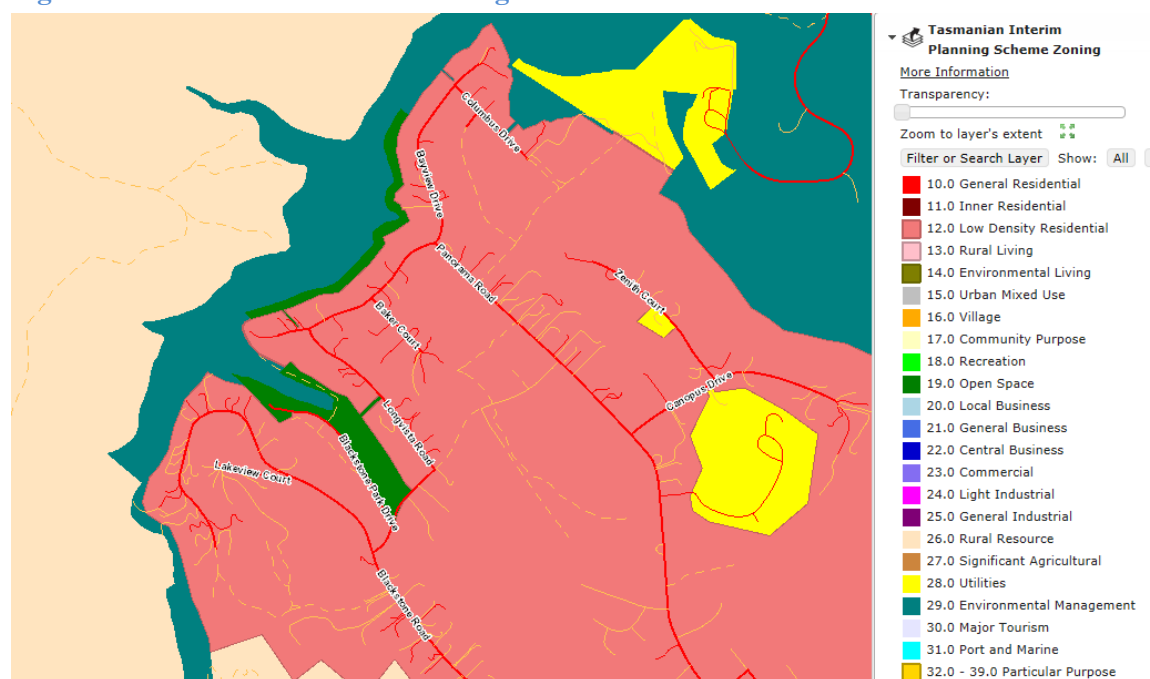 Columbus Drive
Bayview Drive
Panorama Road
Zenith Court
Baker Court
Canopus Drive
Longvista Road
Blackstone Park Drive
Lakeview Court
Blackstone Road
Tasmanian Interim
Planning Scheme Zoning
More Information
Transparency:
Zoom to layer's extent
Filter or Search Layer Show: All
10.0 General Residential
11.0 Inner Residential
12.0 Low Density Residential
13.0 Rural Living
14.0 Environmental Living
15.0 Urban Mixed Use
16.0 Village
17.0 Community Purpose
18.0 Recreation
19.0 Open Space
20.0 Local Business
21.0 General Business
22.0 Central Business
23.0 Commercial
24.0 Light Industrial
25.0 General Industrial
26.0 Rural Resource
27.0 Significant Agricultural
28.0 Utilities
29.0 Environmental Management
30.0 Major Tourism
31.0 Port and Marine
32.0 - 39.0 Particular Purpose